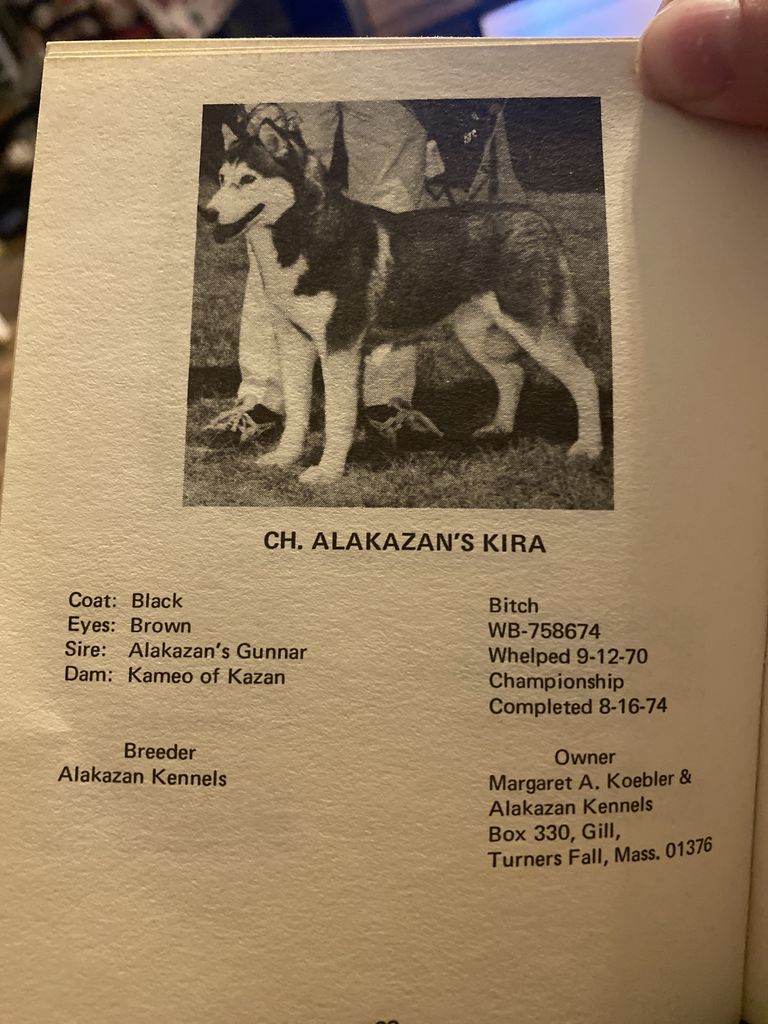 CH. ALAKAZAN'S KIRA
Coat: Black
Eyes: Brown
Sire: Alakazan's Gunnar
Dam: Kameo of Kazan
Bitch
WB-758674
Whelped 9-12-70
Championship
Completed 8-16-74
Breeder
Alakazan Kennels
Owner
Margaret A. Koebler &
Alakazan Kennels
Box 330, Gill,
Turners Fall, Mass. 01376